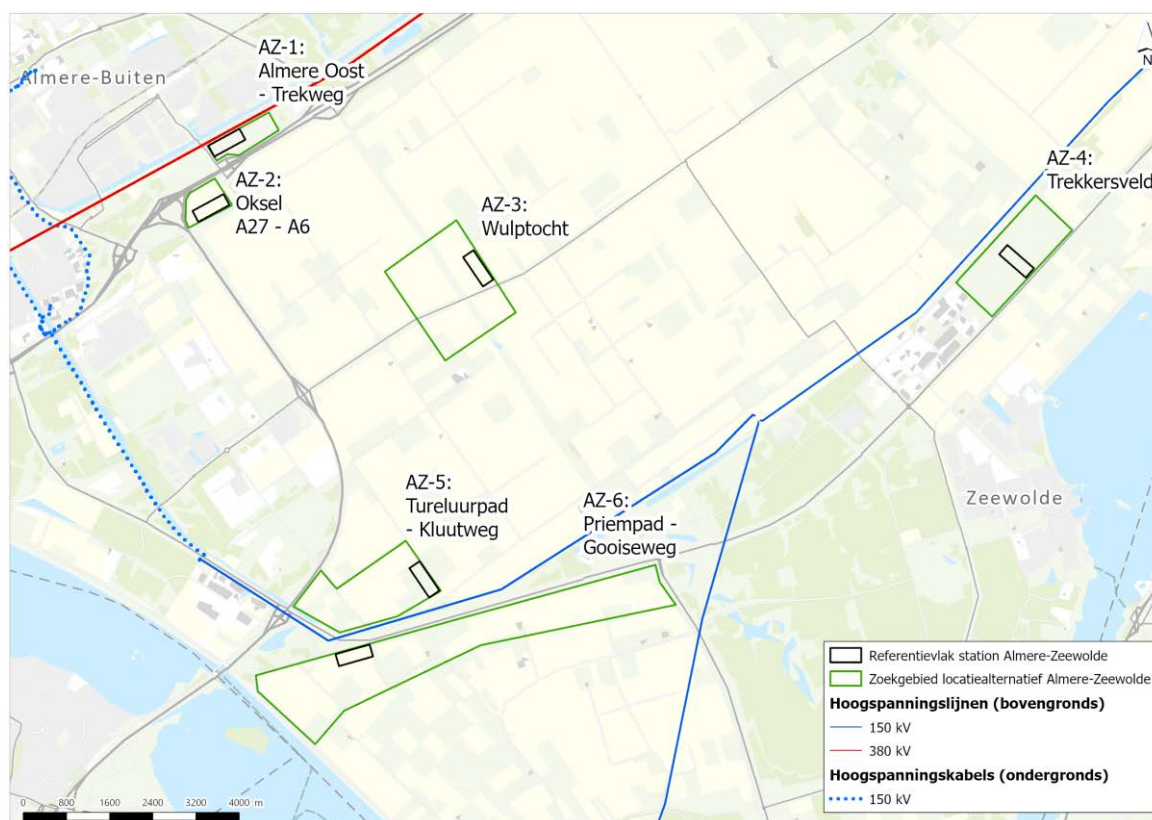 AZ-1:
Almere Oost
- Trekweg
Almere-Buiten
N
AZ-4:
Trekkersveld
AZ-2:
Oksel
A27 - A6
AZ-3:
Wulptocht
AZ-5:
Tureluurpad
- Kluutweg
AZ-6:
Priempad -
Gooiseweg
Zeewolde
Referentievlak station Almere-Zeewolde
Zoekgebied locatiealternatief Almere-Zeewolde
Hoogspanningslijnen (bovengronds)
150 kV
380 kV
Hoogspanningskabels (ondergronds)
150 kV
0 800 1600 2400 3200 4000 m